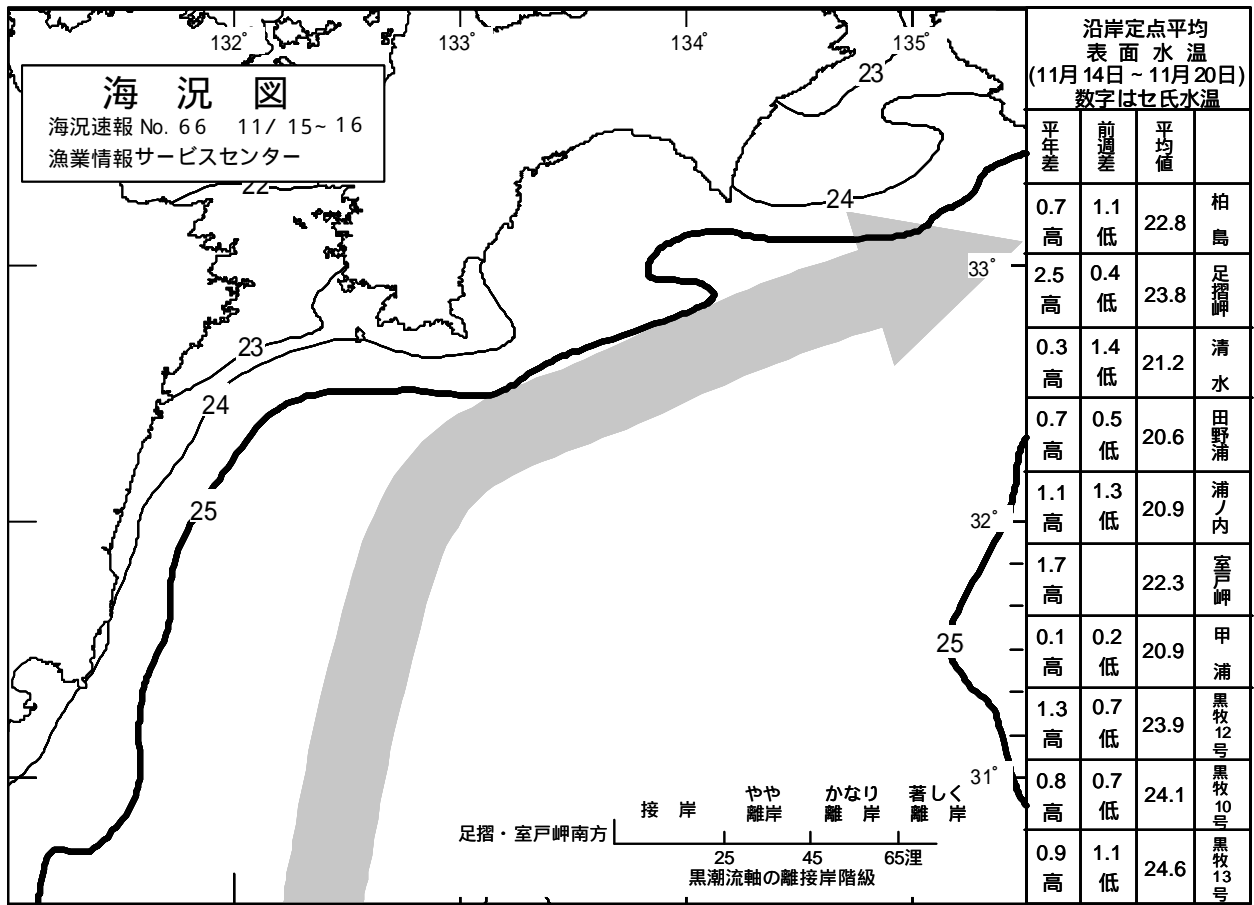 132°
133°
134°
135°
海 況 図
海況速報 No. 66 11/ 15~ 16
漁業情報サービスセンター
22
23
24
33°
23
24
25
32°
25
31°
接 岸
やや
離岸
かなり
離 岸
著しく
離 岸
足摺・室戸岬南方
25 45 65浬
黒潮流軸の離接岸階級
沿岸定点平均
表 面 水 温
(11月14日~11月20日)
数字はセ氏水温
平年差 前週差 平均値
0.7高 1.1低 22.8 柏島
2.5高 0.4低 23.8 足摺岬
0.3高 1.4低 21.2 清水
0.7高 0.5低 20.6 田野浦
1.1高 1.3低 20.9 浦ノ内
1.7高 22.3 室戸岬
0.1高 0.2低 20.9 甲浦
1.3高 0.7低 23.9 黒牧12号
0.8高 0.7低 24.1 黒牧10号
0.9高 1.1低 24.6 黒牧13号